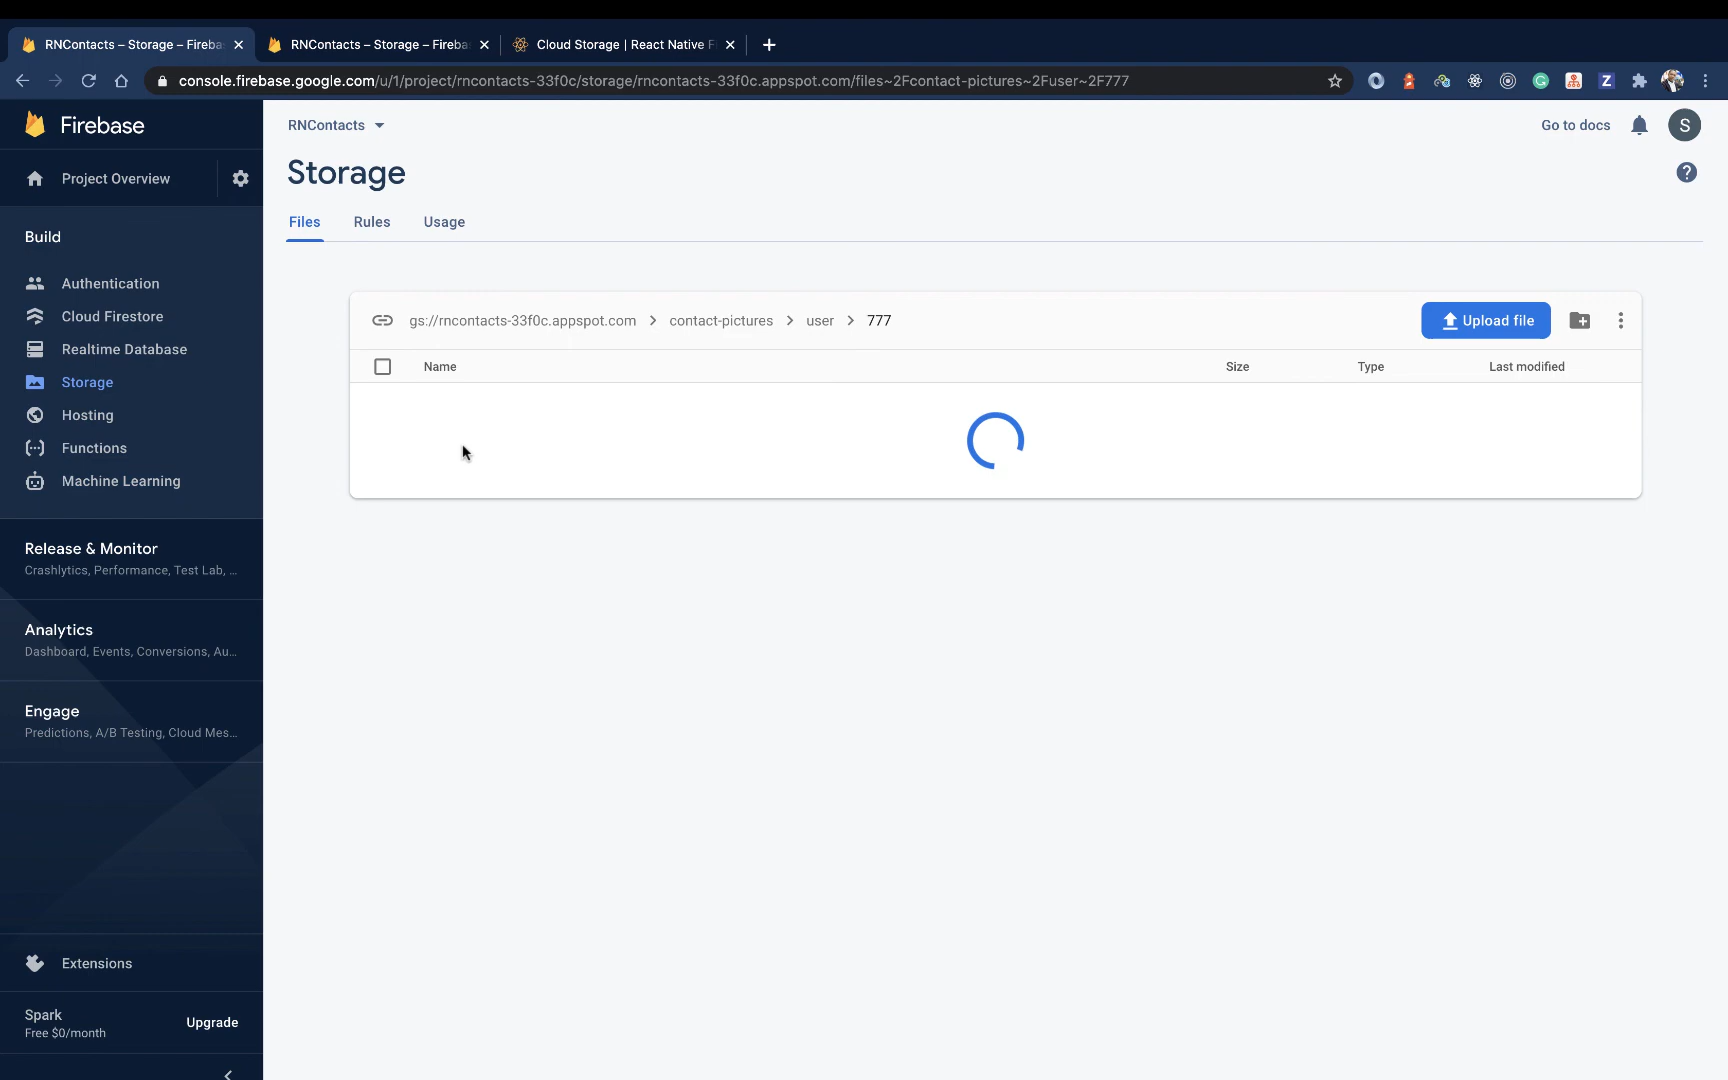 RNContacts – Storage – Fireba
RNContacts – Storage – Fireba
Cloud Storage | React Native F
console.firebase.google.com/u/1/project/rncontacts-33f0c/storage/rncontacts-33f0c.appspot.com/files~2Fcontact-pictures~2Fuser~2F777
Firebase
RNContacts
Go to docs
S
Project Overview
Storage
?
Files Rules Usage
Build
Authentication
Cloud Firestore
Realtime Database
Storage
Hosting
Functions
Machine Learning
gs://rncontacts-33f0c.appspot.com > contact-pictures > user > 777
Upload file
Name Size Type Last modified
Release & Monitor
Crashlytics, Performance, Test Lab, ...
Analytics
Dashboard, Events, Conversions, Au...
Engage
Predictions, A/B Testing, Cloud Mes...
Extensions
Spark
Free $0/month
Upgrade